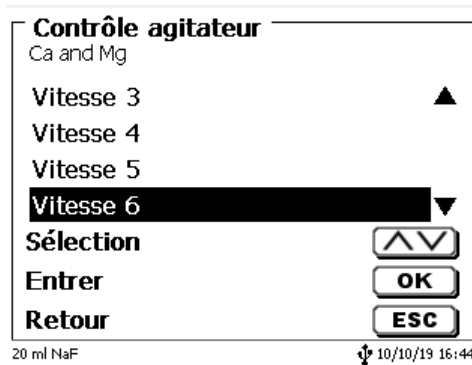 Contrôle agitateur
Ca and Mg
Vitesse 3
Vitesse 4
Vitesse 5
Vitesse 6
Sélection
Entrer OK
Retour ESC
20 ml NaF 10/10/19 16:44